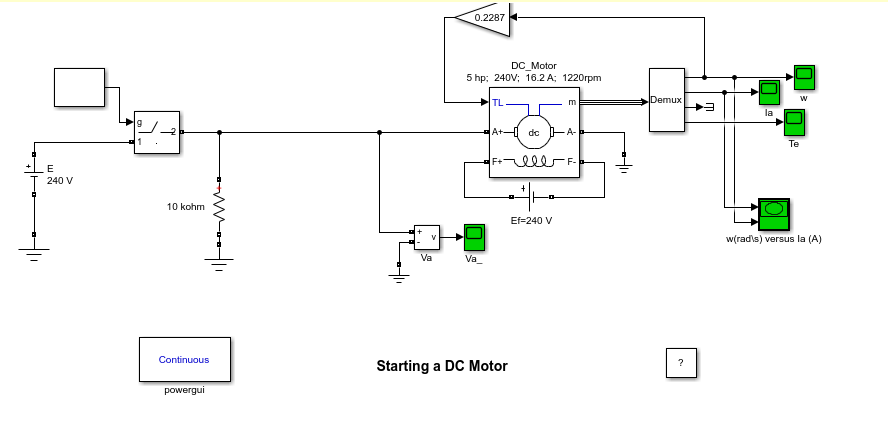 0.2287
DC_Motor
5 hp; 240V; 16.2 A; 1220rpm
TL
m
Demux
w
Ia
Te
g
1
2
A+
dc
A-
F+
F-
E
240 V
+
10 kohm
+
Ef=240 V
+
-
v
Va
Va_
w(rad\s) versus Ia (A)
Continuous
powergui
Starting a DC Motor
?